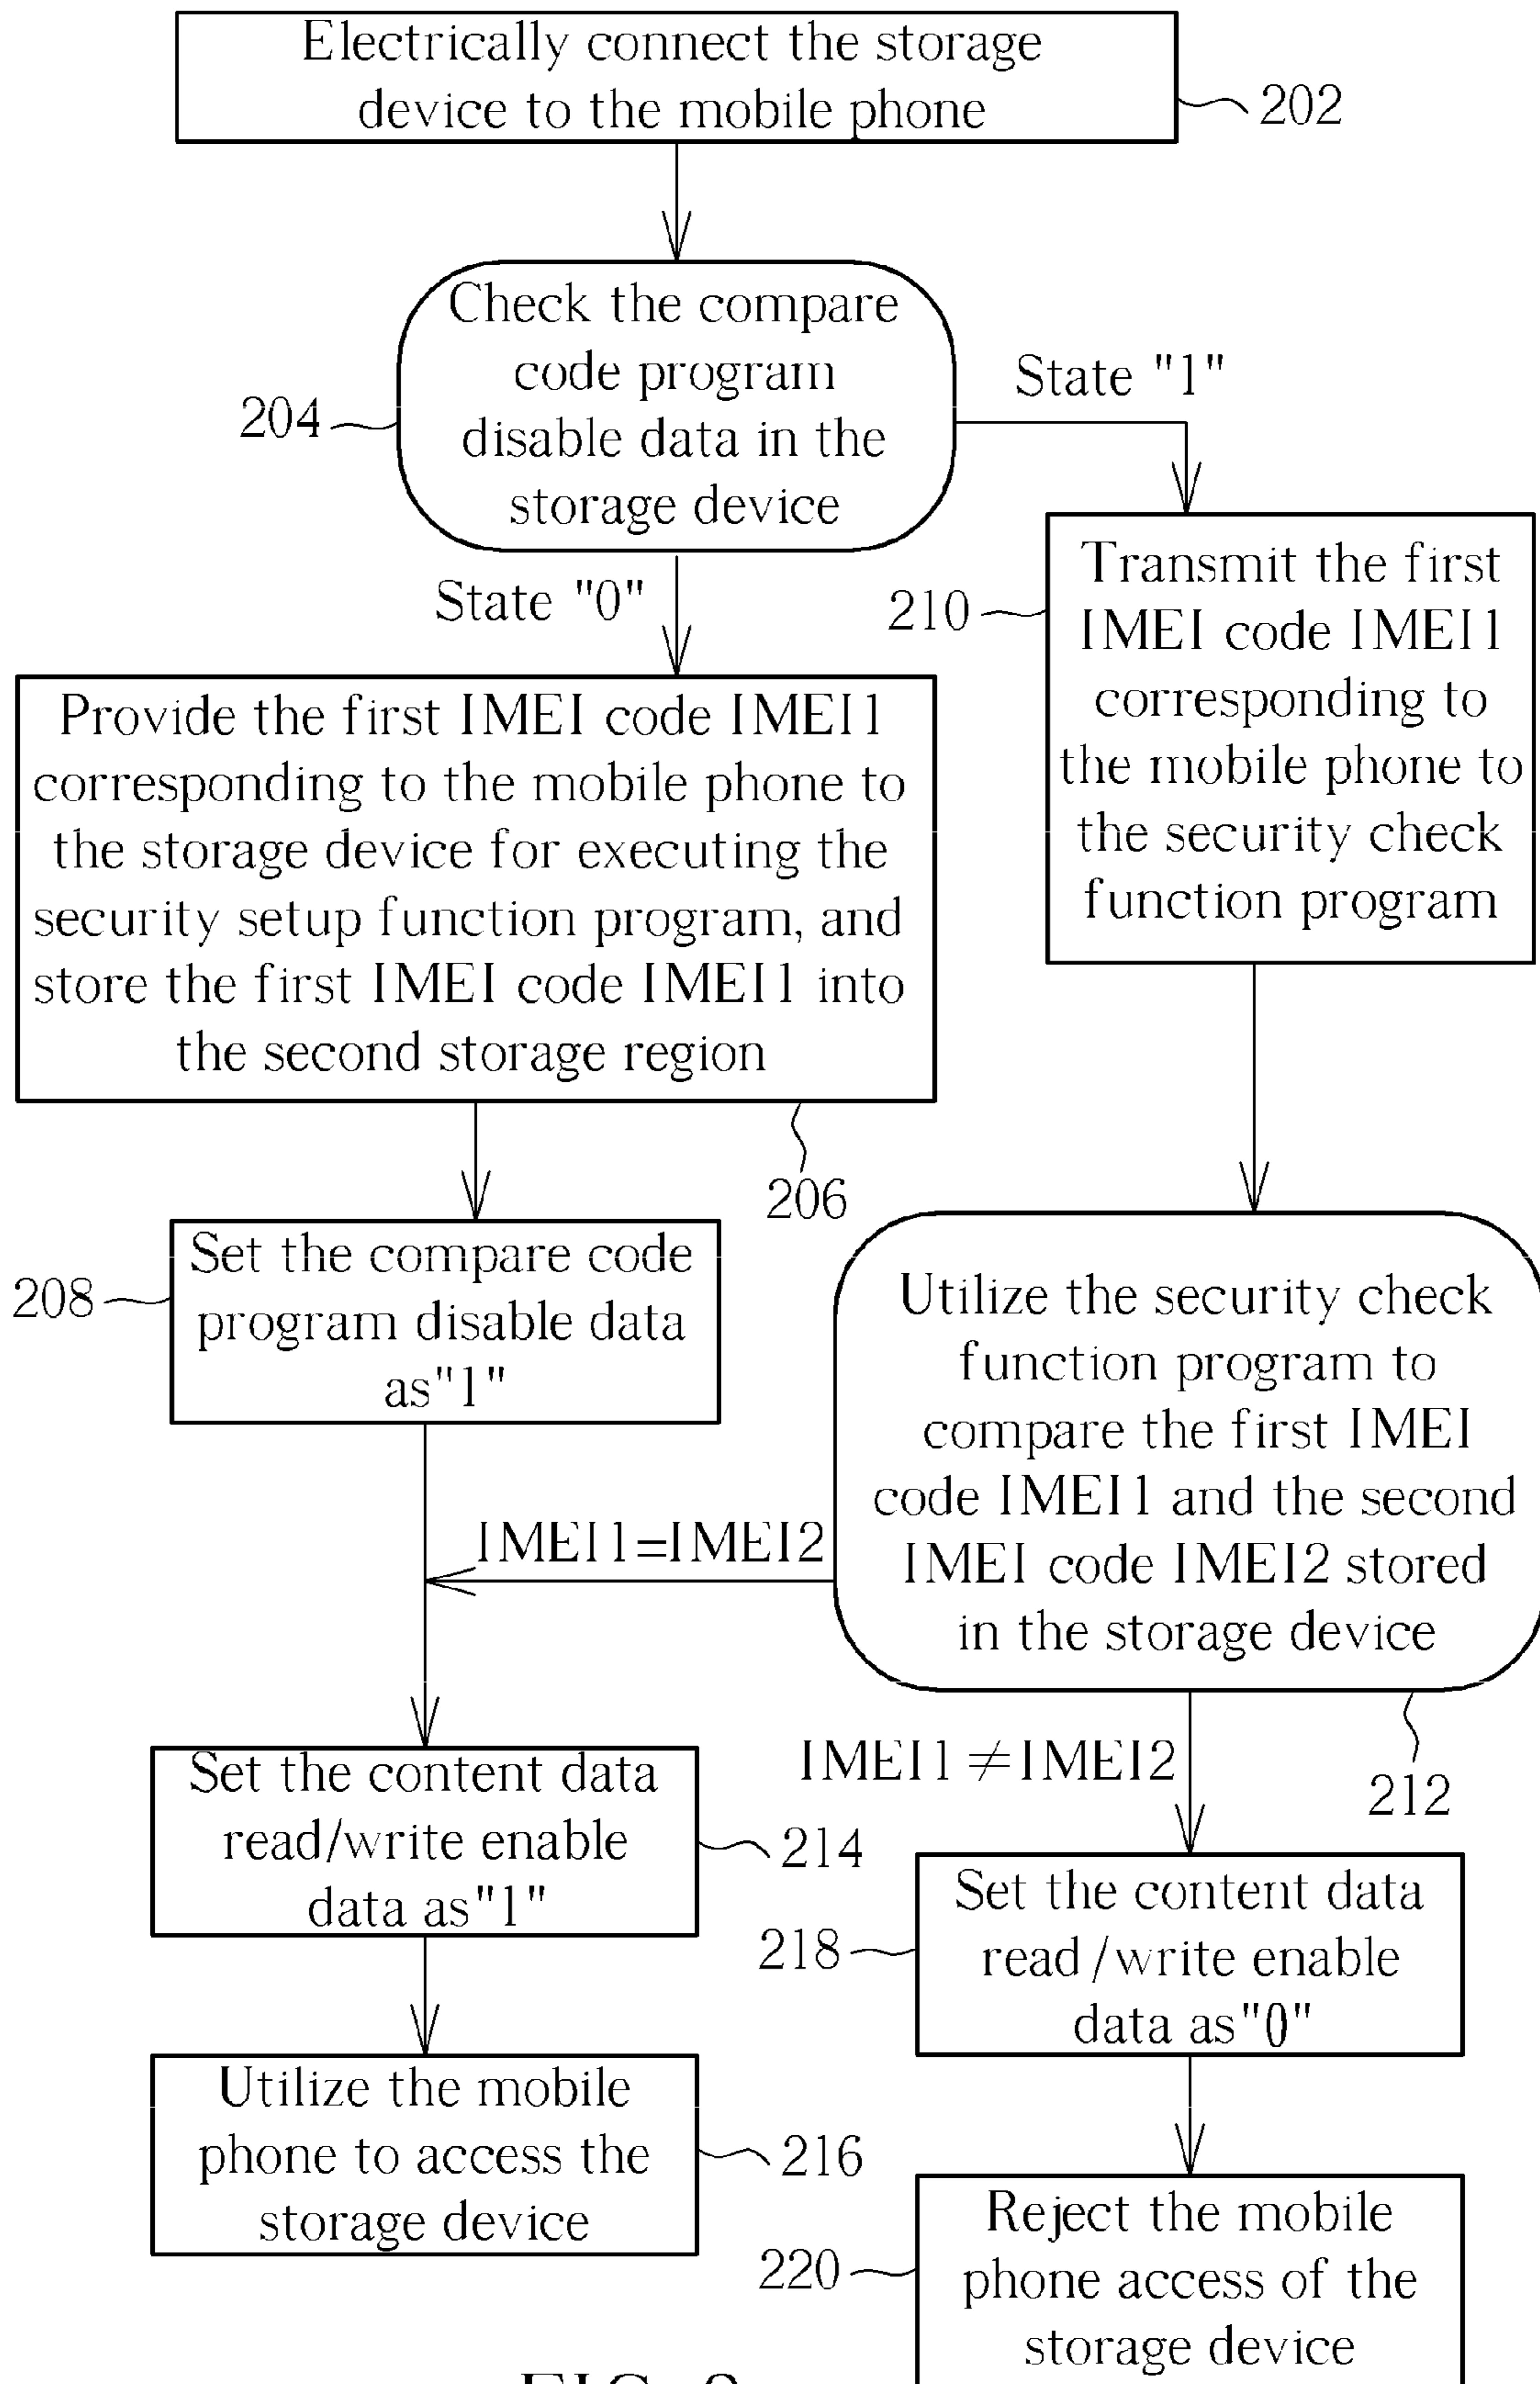 Electrically connect the storage
device to the mobile phone
202
Check the compare
code program
disable data in the
storage device
204
State "1"
State "0"
210
Transmit the first
IMEI code IMEI1
corresponding to
the mobile phone to
the security check
function program
Provide the first IMEI code IMEI1
corresponding to the mobile phone to
the storage device for executing the
security setup function program, and
store the first IMEI code IMEI1 into
the second storage region
206
208
Set the compare code
program disable data
as"1"
Utilize the security check
function program to
compare the first IMEI
code IMEI1 and the second
IMEI code IMEI2 stored
in the storage device
IMEI1=IMEI2
IMEI1≠IMEI2
212
Set the content data
read/write enable
data as"1"
214
218
Set the content data
read/write enable
data as"0"
Utilize the mobile
phone to access the
storage device
216
220
Reject the mobile
phone access of the
storage device